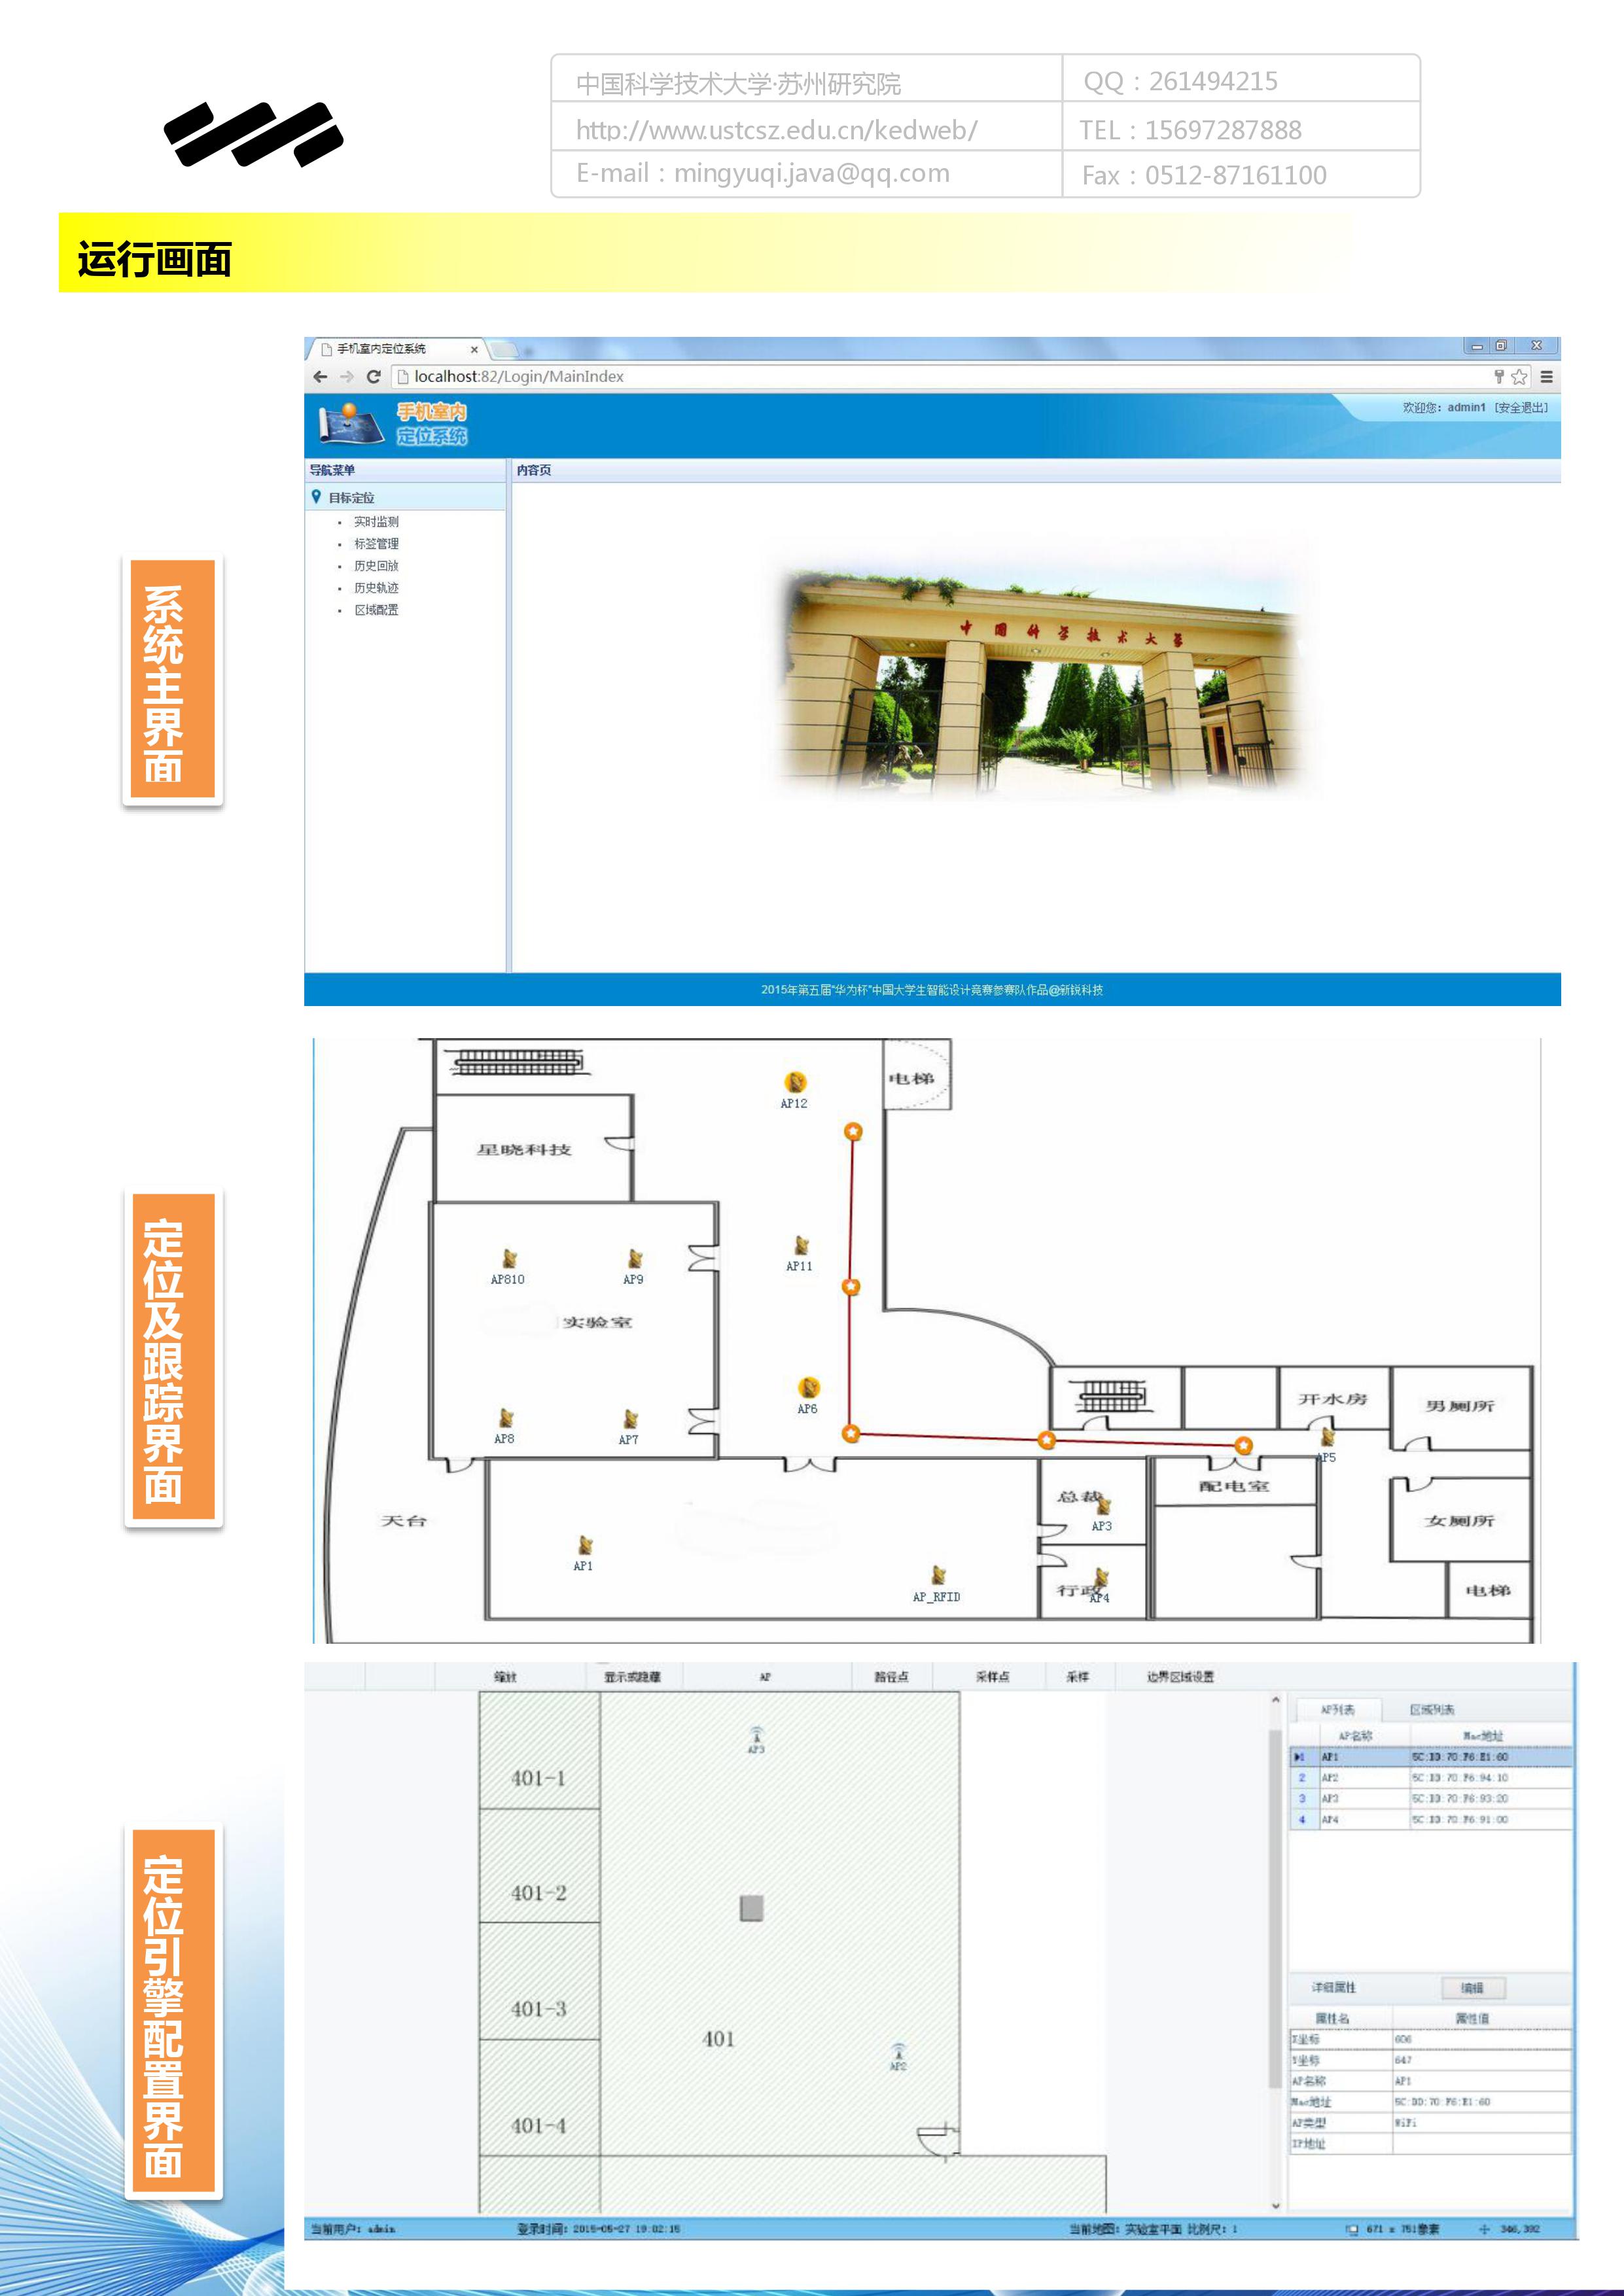 中国科学技术大学·苏州研究院
QQ：261494215
http://www.ustcsz.edu.cn/kedweb/
TEL：15697287888
E-mail：mingyuqi.java@qq.com
Fax：0512-87161100
运行画面
系统主界面
手机室内定位系统
localhost:82/Login/MainIndex
手机室内
定位系统
欢迎您：admin1 [安全退出]
导航菜单
内容页
目标定位
实时监测
标签管理
历史回放
历史轨迹
区域配置
中国科学技术大学
2015年第五届“华为杯”中国大学生智能设计竞赛参赛队作品@新锐科技
定位及跟踪界面
电梯
AP12
星晓科技
AP11
AP810
AP9
实验室
AP6
AP8
AP7
开水房
男厕所
AP5
配电室
总裁
AP3
天台
女厕所
AP1
AP_RFID
行政
AP4
电梯
定位引擎配置界面
缩放 显示或隐藏 AP 路径点 采样点 采样 边界区域设置
AP列表 区域列表
AP名称 Mac地址
1 AP1 5C:DD:70:F6:E1:60
2 AP2 5C:DD:70:F6:94:10
3 AP3 5C:DD:70:F6:93:20
4 AP4 5C:DD:70:F6:91:00
AP3
401-1
401-2
401-3
401
AP2
401-4
详细属性 编辑
属性名 属性值
X坐标 606
Y坐标 647
AP名称 AP1
Mac地址 5C:DD:70:F6:E1:60
AP类型 WiFi
IP地址
当前用户：admin
登录时间：2015-05-27 19:02:15
当前地图：实验室平面 比例尺：1
671 x 751像素
346,392